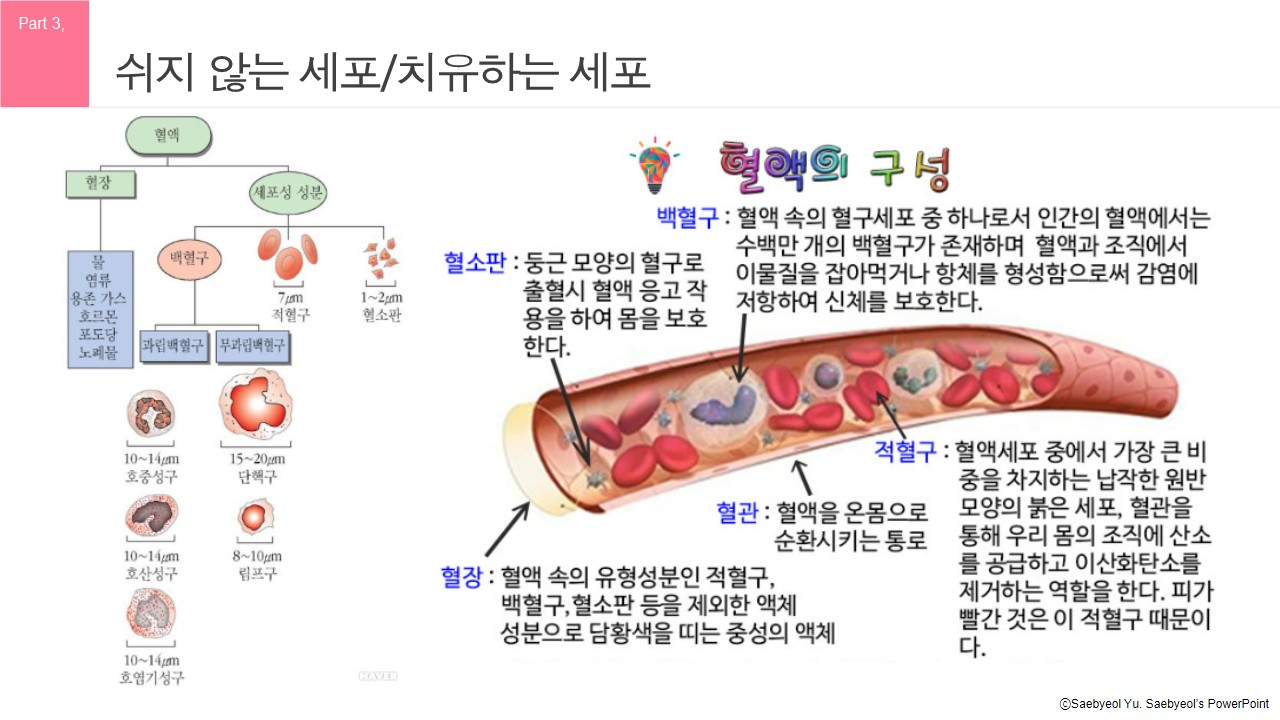 Part 3,
쉬지 않는 세포/치유하는 세포
혈액
혈장
세포성 성분
물
염류
용존 가스
호르몬
포도당
노폐물
백혈구
7μm
적혈구
1~2μm
혈소판
과립백혈구
무과립백혈구
10~14μm
호중성구
15~20μm
단핵구
10~14μm
호산성구
8~10μm
림프구
10~14μm
호염기성구
NAVER
혈액의 구성
백혈구 : 혈액 속의 혈구세포 중 하나로서 인간의 혈액에서는
수백만 개의 백혈구가 존재하며 혈액과 조직에서
이물질을 잡아먹거나 항체를 형성함으로써 감염에
저항하여 신체를 보호한다.
혈소판 : 둥근 모양의 혈구로
출혈시 혈액 응고 작
용을 하여 몸을 보호
한다.
적혈구 : 혈액세포 중에서 가장 큰 비
중을 차지하는 납작한 원반
모양의 붉은 세포, 혈관을
통해 우리 몸의 조직에 산소
를 공급하고 이산화탄소를
제거하는 역할을 한다. 피가
빨간 것은 이 적혈구 때문이
다.
혈관 : 혈액을 온몸으로
순환시키는 통로
혈장 : 혈액 속의 유형성분인 적혈구,
백혈구,혈소판 등을 제외한 액체
성분으로 담황색을 띠는 중성의 액체
ⓒSaebyeol Yu. Saebyeol's PowerPoint